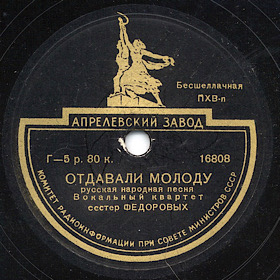 Бесшеллачная
ПХВ-п
АПРЕЛЕВСКИЙ ЗАВОД
Г—5 р. 80 к.
16808
ОТДАВАЛИ МОЛОДУ
русская народная песня
Вокальный квартет
сестер ФЕДОРОВЫХ
КОМИТЕТ РАДИОИНФОРМАЦИИ ПРИ СОВЕТЕ МИНИСТРОВ СССР